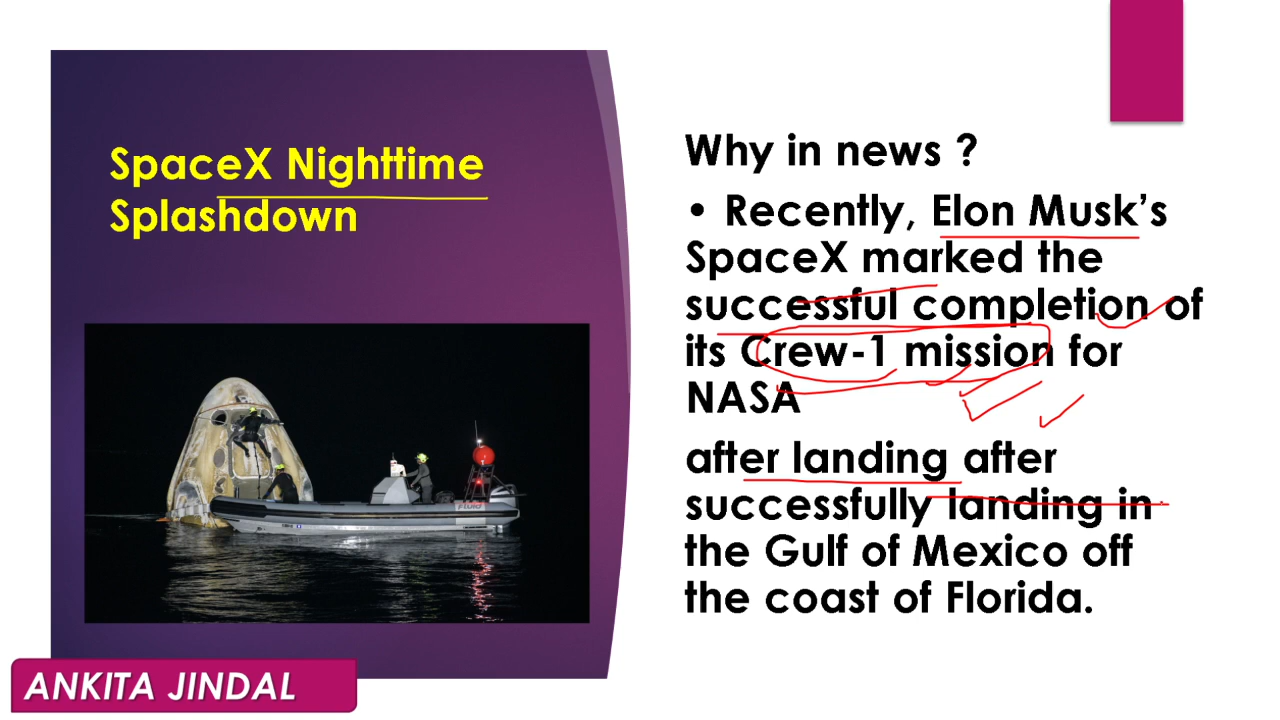 SpaceX Nighttime
Splashdown
Why in news ?
• Recently, Elon Musk’s
SpaceX marked the
successful completion of
its Crew-1 mission for
NASA
after landing after
successfully landing in
the Gulf of Mexico off
the coast of Florida.
ANKITA JINDAL